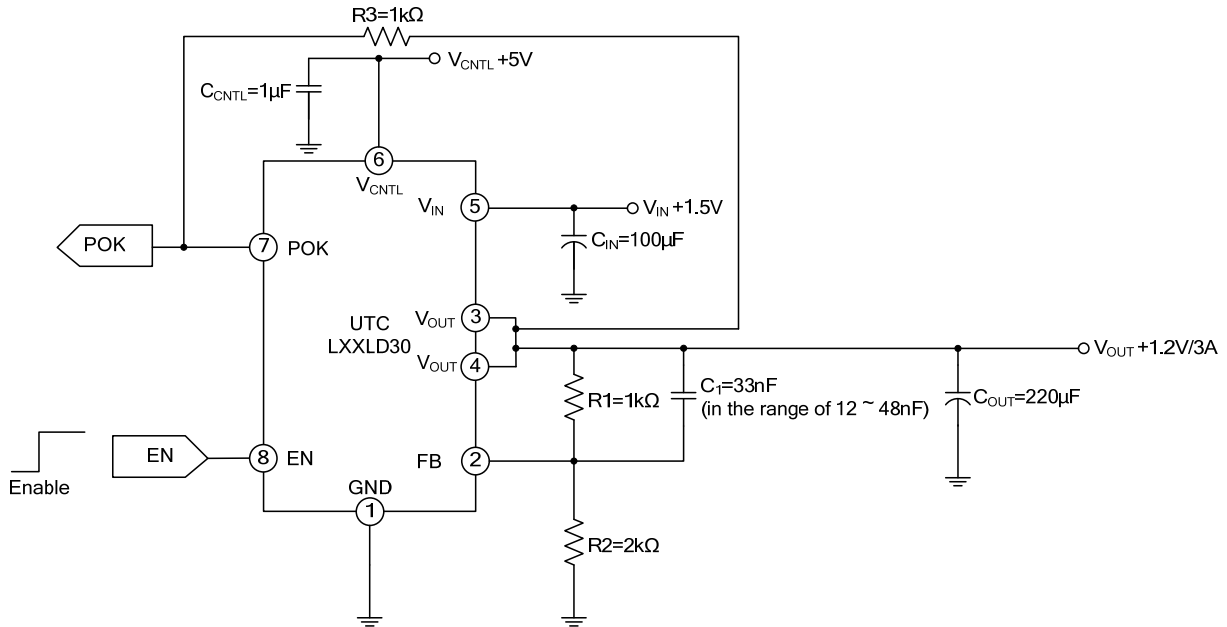 R3=1kΩ
VCNTL +5V
CCNTL=1µF
6
VCNTL
VIN
5
VIN +1.5V
CIN=100µF
POK
7
POK
UTC
LXXLD30
VOUT
3
VOUT
4
VOUT +1.2V/3A
R1=1kΩ
C1=33nF
(in the range of 12 ~ 48nF)
COUT=220µF
Enable
EN
8
EN
FB
2
GND
1
R2=2kΩ